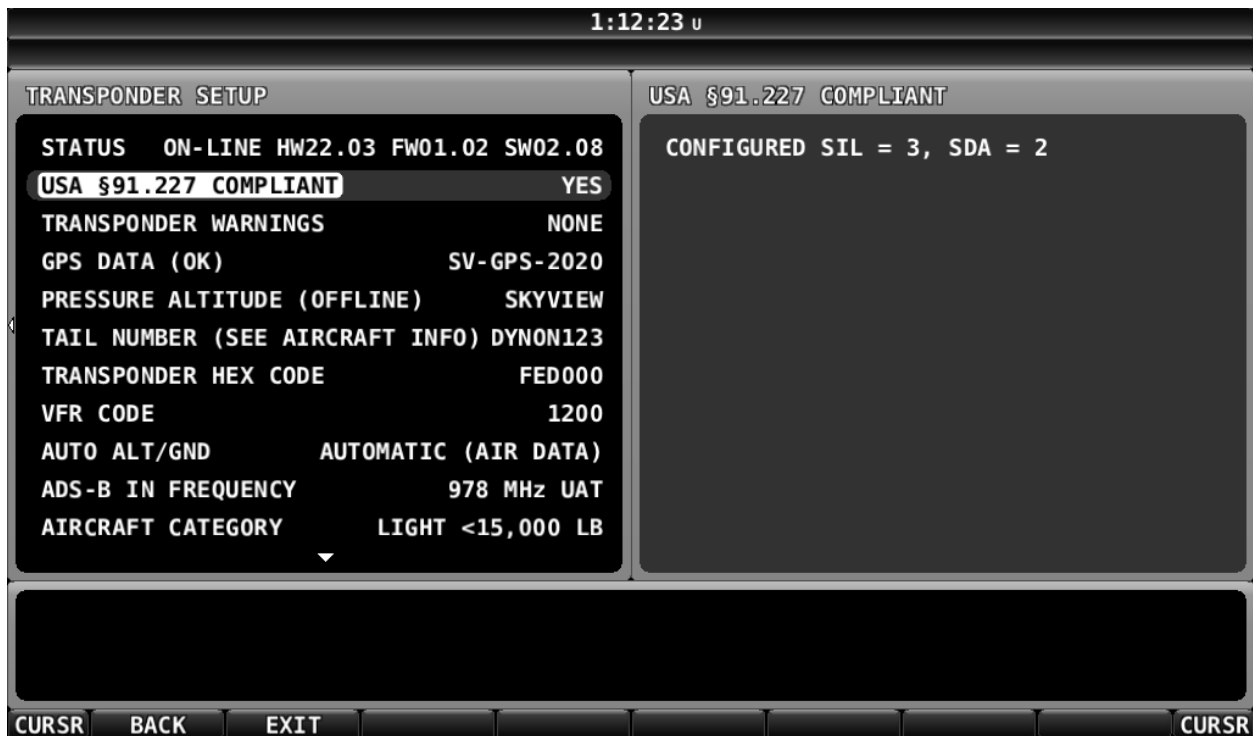 1:12:23 U
TRANSPONDER SETUP
STATUS ON-LINE HW22.03 FW01.02 SW02.08
USA §91.227 COMPLIANT YES
TRANSPONDER WARNINGS NONE
GPS DATA (OK) SV-GPS-2020
PRESSURE ALTITUDE (OFFLINE) SKYVIEW
TAIL NUMBER (SEE AIRCRAFT INFO) DYNON123
TRANSPONDER HEX CODE FED000
VFR CODE 1200
AUTO ALT/GND AUTOMATIC (AIR DATA)
ADS-B IN FREQUENCY 978 MHz UAT
AIRCRAFT CATEGORY LIGHT <15,000 LB
USA §91.227 COMPLIANT
CONFIGURED SIL = 3, SDA = 2
CURSR BACK EXIT CURSR